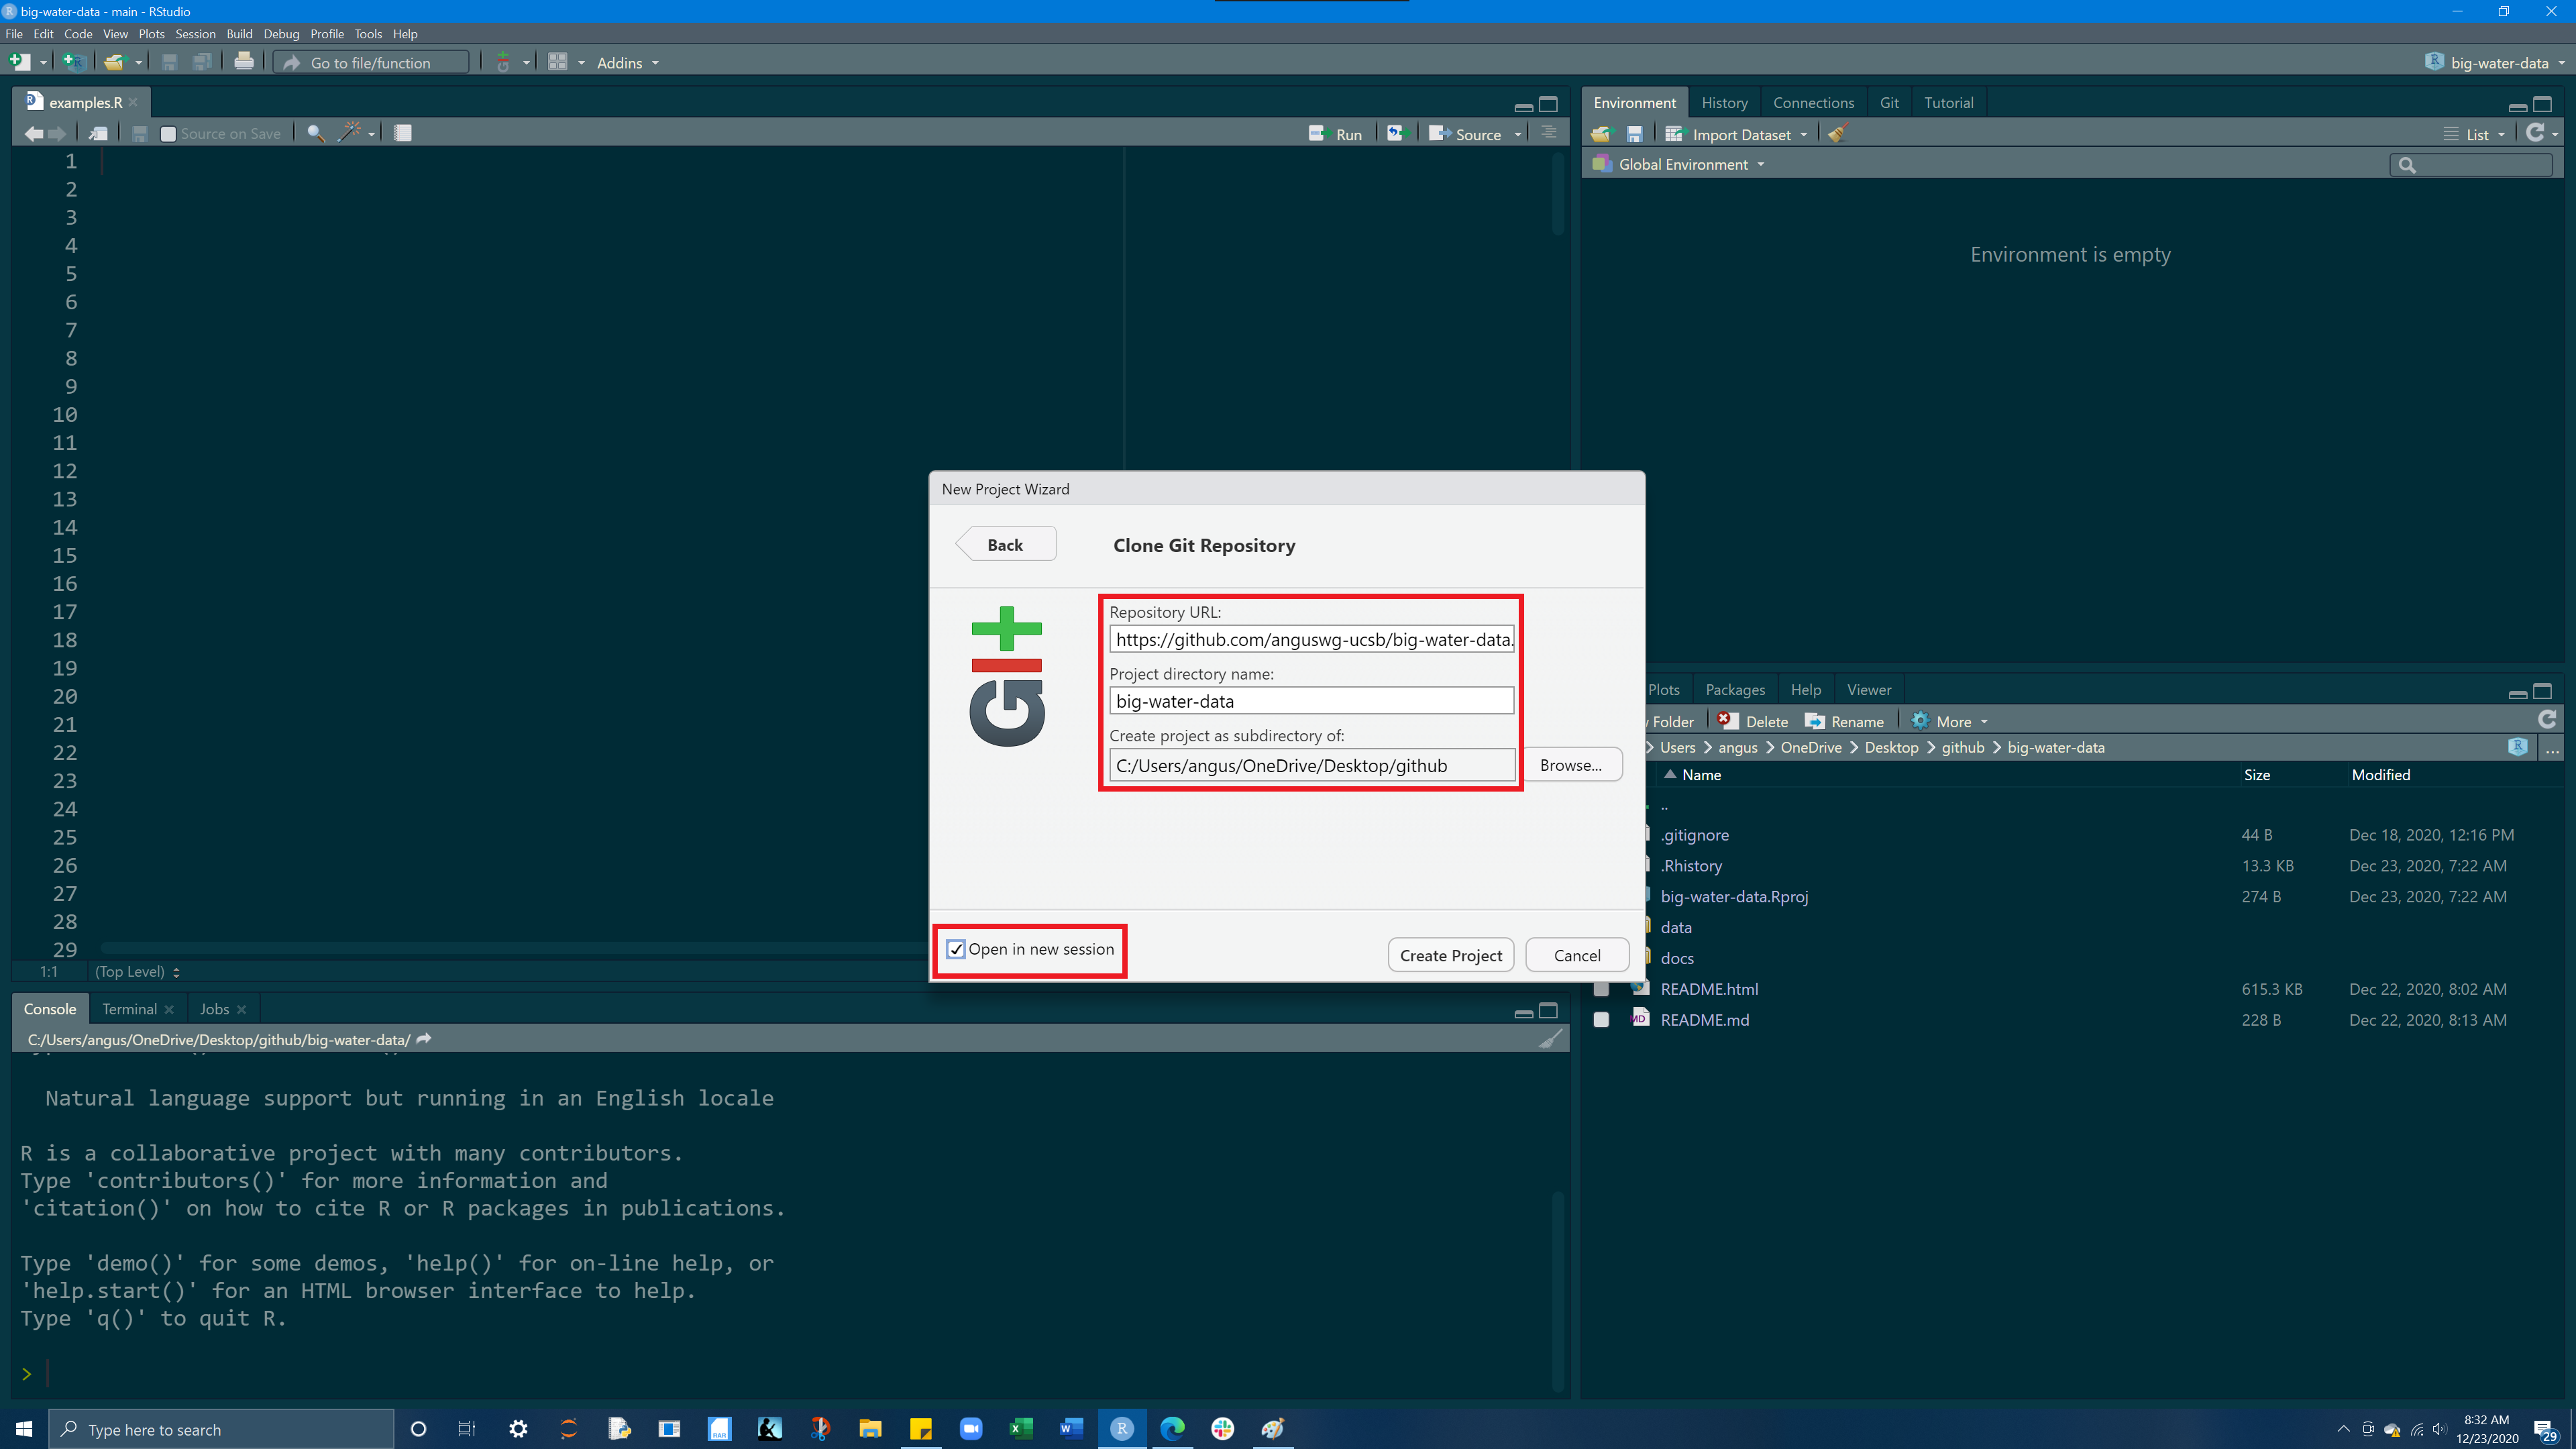 big-water-data - main - RStudio
File Edit Code View Plots Session Build Debug Profile Tools Help
Go to file/function
Addins
big-water-data
examples.R
Source on Save
Run
Source
1
2
3
4
5
6
7
8
9
10
11
12
13
14
15
16
17
18
19
20
21
22
23
24
25
26
27
28
29
1:1
(Top Level)
Environment History Connections Git Tutorial
Import Dataset
List
Global Environment
Environment is empty
New Project Wizard
Back
Clone Git Repository
Git
Repository URL:
https://github.com/anguswg-ucsb/big-water-data.
Project directory name:
big-water-data
Create project as subdirectory of:
C:/Users/angus/OneDrive/Desktop/github
Browse...
Open in new session
Create Project
Cancel
Plots Packages Help Viewer
Folder Delete Rename More
Users angus OneDrive Desktop github big-water-data
...
Name Size Modified
..
.gitignore 44 B Dec 18, 2020, 12:16 PM
.Rhistory 13.3 KB Dec 23, 2020, 7:22 AM
big-water-data.Rproj 274 B Dec 23, 2020, 7:22 AM
data
docs
README.html 615.3 KB Dec 22, 2020, 8:02 AM
MD README.md 228 B Dec 22, 2020, 8:13 AM
Console Terminal Jobs
C:/Users/angus/OneDrive/Desktop/github/big-water-data/
Natural language support but running in an English locale
R is a collaborative project with many contributors.
Type 'contributors()' for more information and
'citation()' on how to cite R or R packages in publications.
Type 'demo()' for some demos, 'help()' for on-line help, or
'help.start()' for an HTML browser interface to help.
Type 'q()' to quit R.
>
Type here to search
8:32 AM
12/23/2020
29